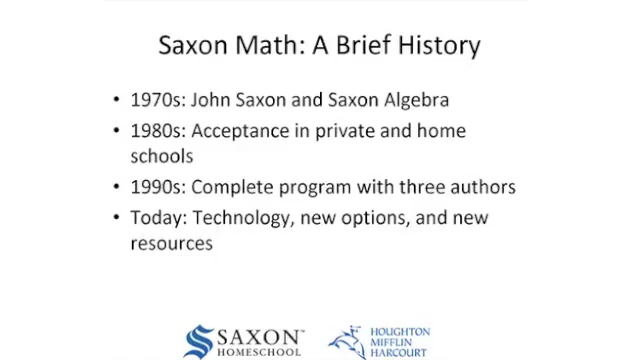 Saxon Math: A Brief History
• 1970s: John Saxon and Saxon Algebra
• 1980s: Acceptance in private and home
schools
• 1990s: Complete program with three authors
• Today: Technology, new options, and new
resources
SAXON™
HOMESCHOOL
HOUGHTON
MIFFLIN
HARCOURT